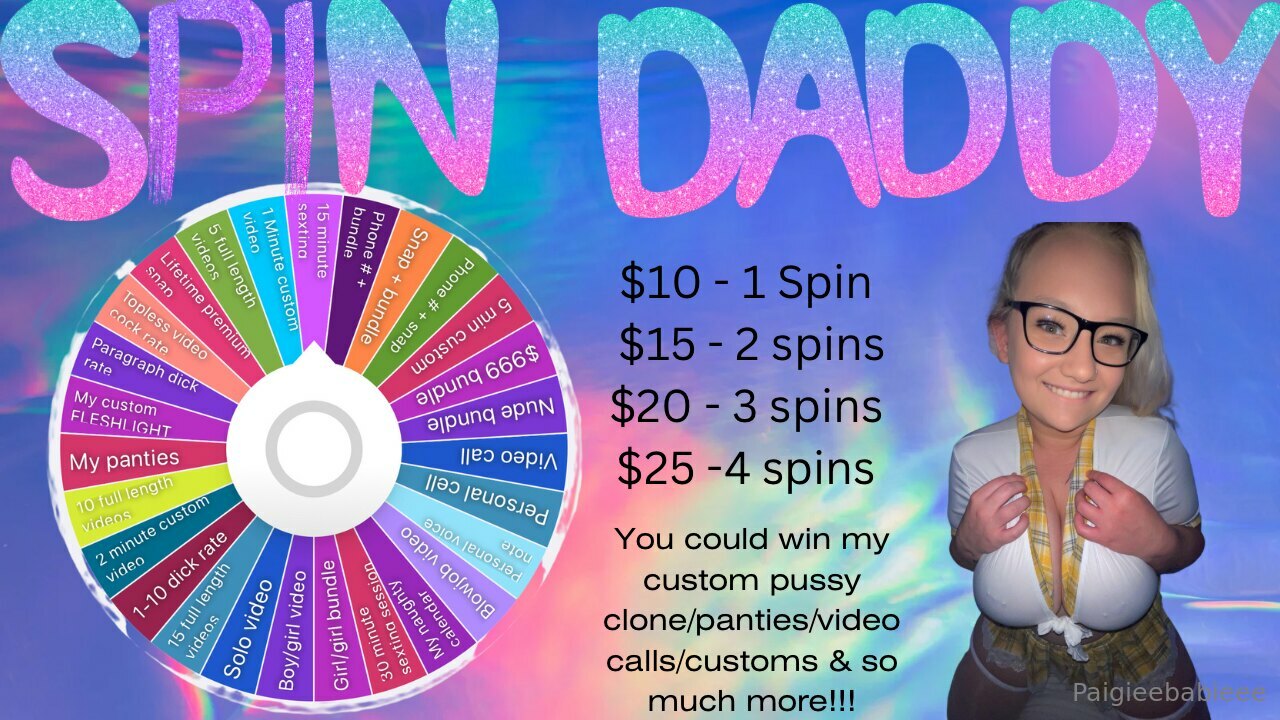 SPIN DADDY
15 minute
sexting
Phone # +
bundle
Snap + bundle
Phone # + snap
5 min custom
$999 bundle
Nude bundle
Video call
Personal cell
Personal voice
note
Blowjob video
My naughty
calendar
30 minute
sexting session
Girl/girl bundle
Boy/girl video
Solo video
15 full length
videos
1-10 dick rate
2 minute custom
video
10 full length
videos
My panties
My custom
FLESHLIGHT
Paragraph dick
rate
Topless video
cock rate
Lifetime premium
snap
5 full length
videos
1 Minute custom
video
$10 - 1 Spin
$15 - 2 spins
$20 - 3 spins
$25 -4 spins
You could win my
custom pussy
clone/panties/video
calls/customs & so
much more!!!
Paigieebabieee